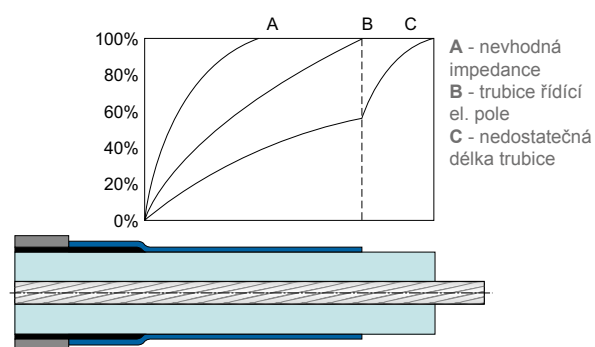 A B C
100%
80%
60%
40%
20%
0%
A - nevhodná
impedance
B - trubice řídící
el. pole
C - nedostatečná
délka trubice